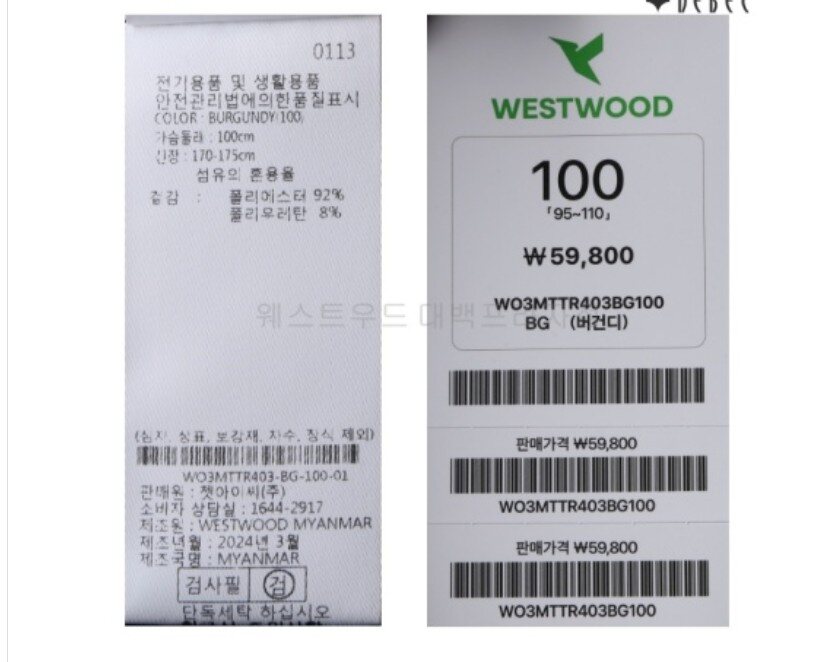 0113
전기용품 및 생활용품
안전관리법에의한품질표시
COLOR : BURGUNDY(100)
가슴둘레 : 100cm
신장 : 170-175cm
섬유의 혼용율
겉감 : 폴리에스터 92%
폴리우레탄 8%
(심지, 상표, 보강재, 자수, 장식 제외)
WO3MTTR403-BG-100-01
판매원 : 젯아이씨(주)
소비자 상담실 : 1644-2917
제조원 : WESTWOOD MYANMAR
제조년월 : 2024년 3월
제조국명 : MYANMAR
검사필 검
단독세탁 하십시오
WESTWOOD
100
「95~110」
₩59,800
WO3MTTR403BG100
BG (버건디)
판매가격 ₩59,800
WO3MTTR403BG100
판매가격 ₩59,800
WO3MTTR403BG100
웨스트우드 대백프라자